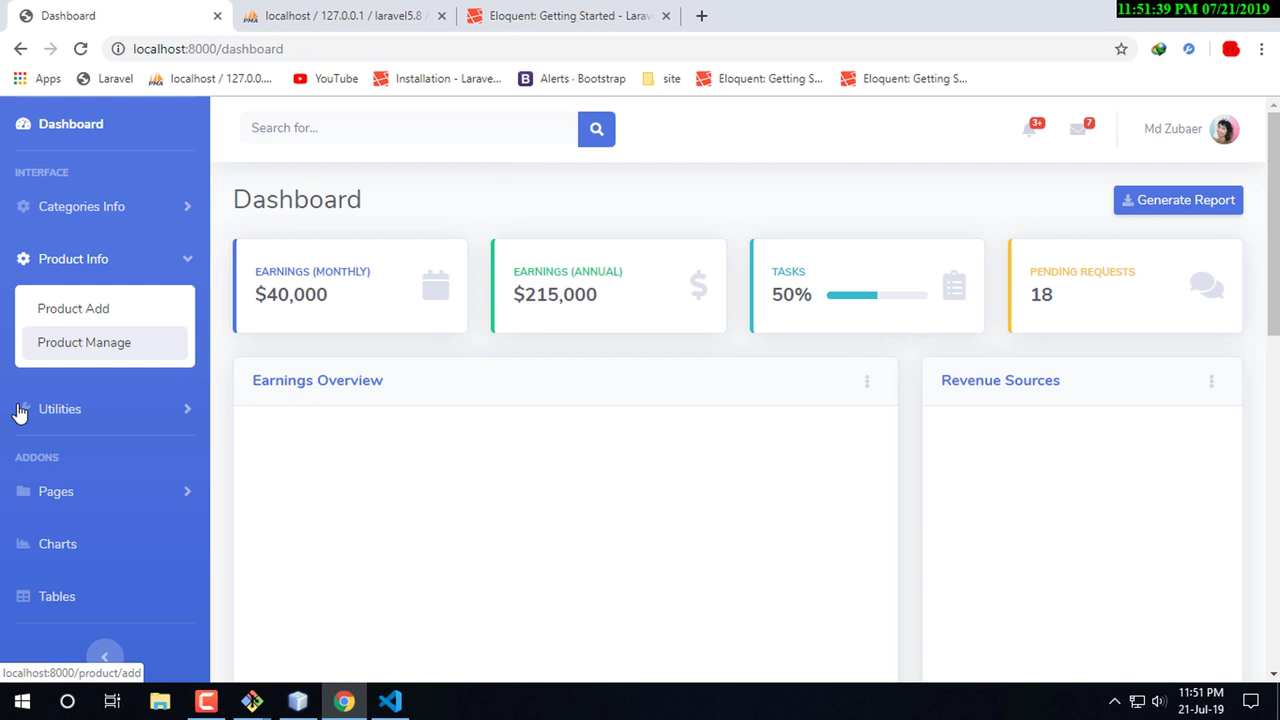 Dashboard
localhost / 127.0.0.1 / laravel5.8 /
Eloquent: Getting Started - Larav
11:51:39 PM 07/21/2019
localhost:8000/dashboard
Apps
Laravel
localhost / 127.0.0....
YouTube
Installation - Larave...
Alerts · Bootstrap
site
Eloquent: Getting S...
Eloquent: Getting S...
Dashboard
INTERFACE
Categories Info
Product Info
Product Add
Product Manage
Utilities
ADDONS
Pages
Charts
Tables
localhost:8000/product/add
Search for...
3+
7
Md Zubaer
Dashboard
Generate Report
EARNINGS (MONTHLY)
$40,000
EARNINGS (ANNUAL)
$215,000
TASKS
50%
PENDING REQUESTS
18
Earnings Overview
Revenue Sources
11:51 PM
21-Jul-19